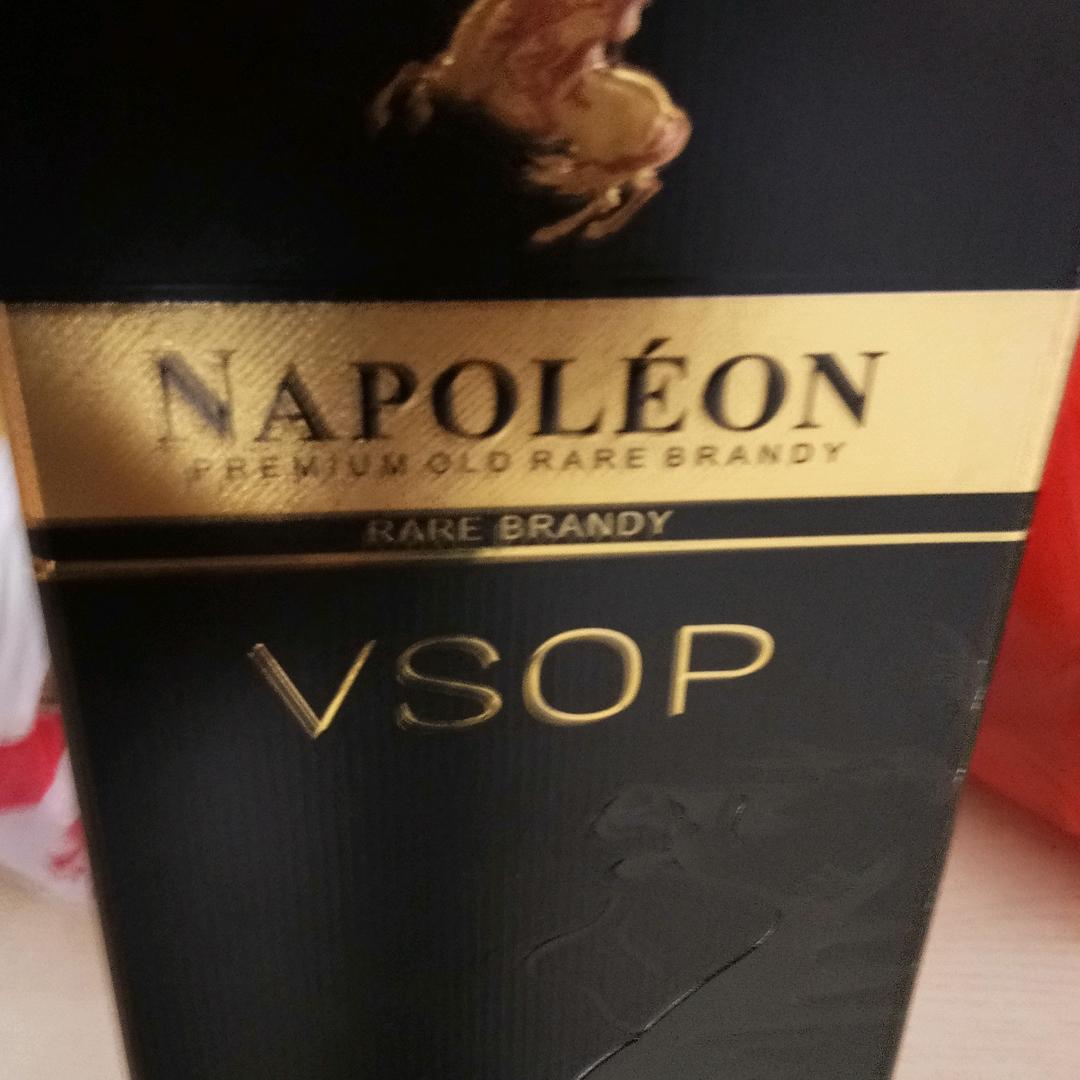 NAPOLÉON
PREMIUM OLD RARE BRANDY
RARE BRANDY
VSOP